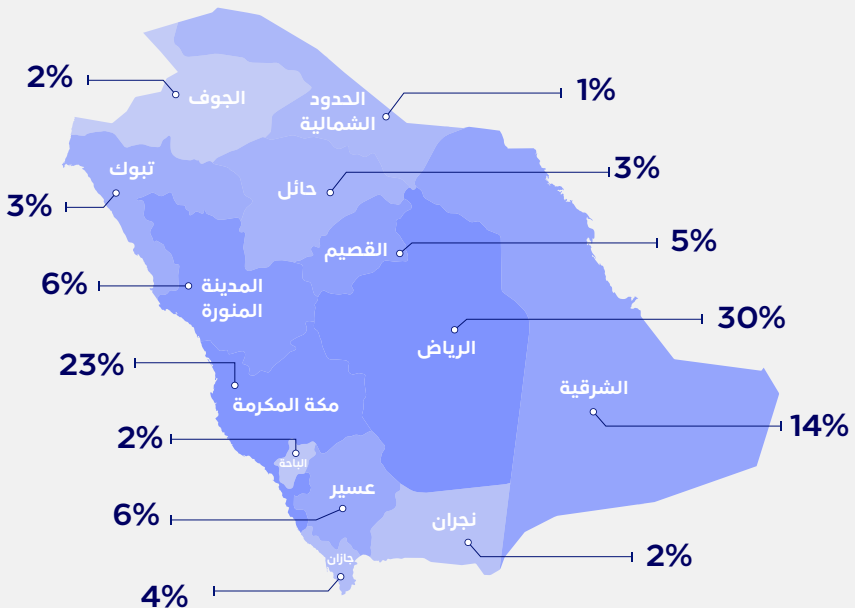 2%
الجوف
الحدود
الشمالية
1%
تبوك
3%
حائل
3%
القصيم
5%
6%
المدينة
المنورة
30%
الرياض
23%
مكة المكرمة
الشرقية
14%
2%
الباحة
عسير
6%
نجران
2%
جازان
4%